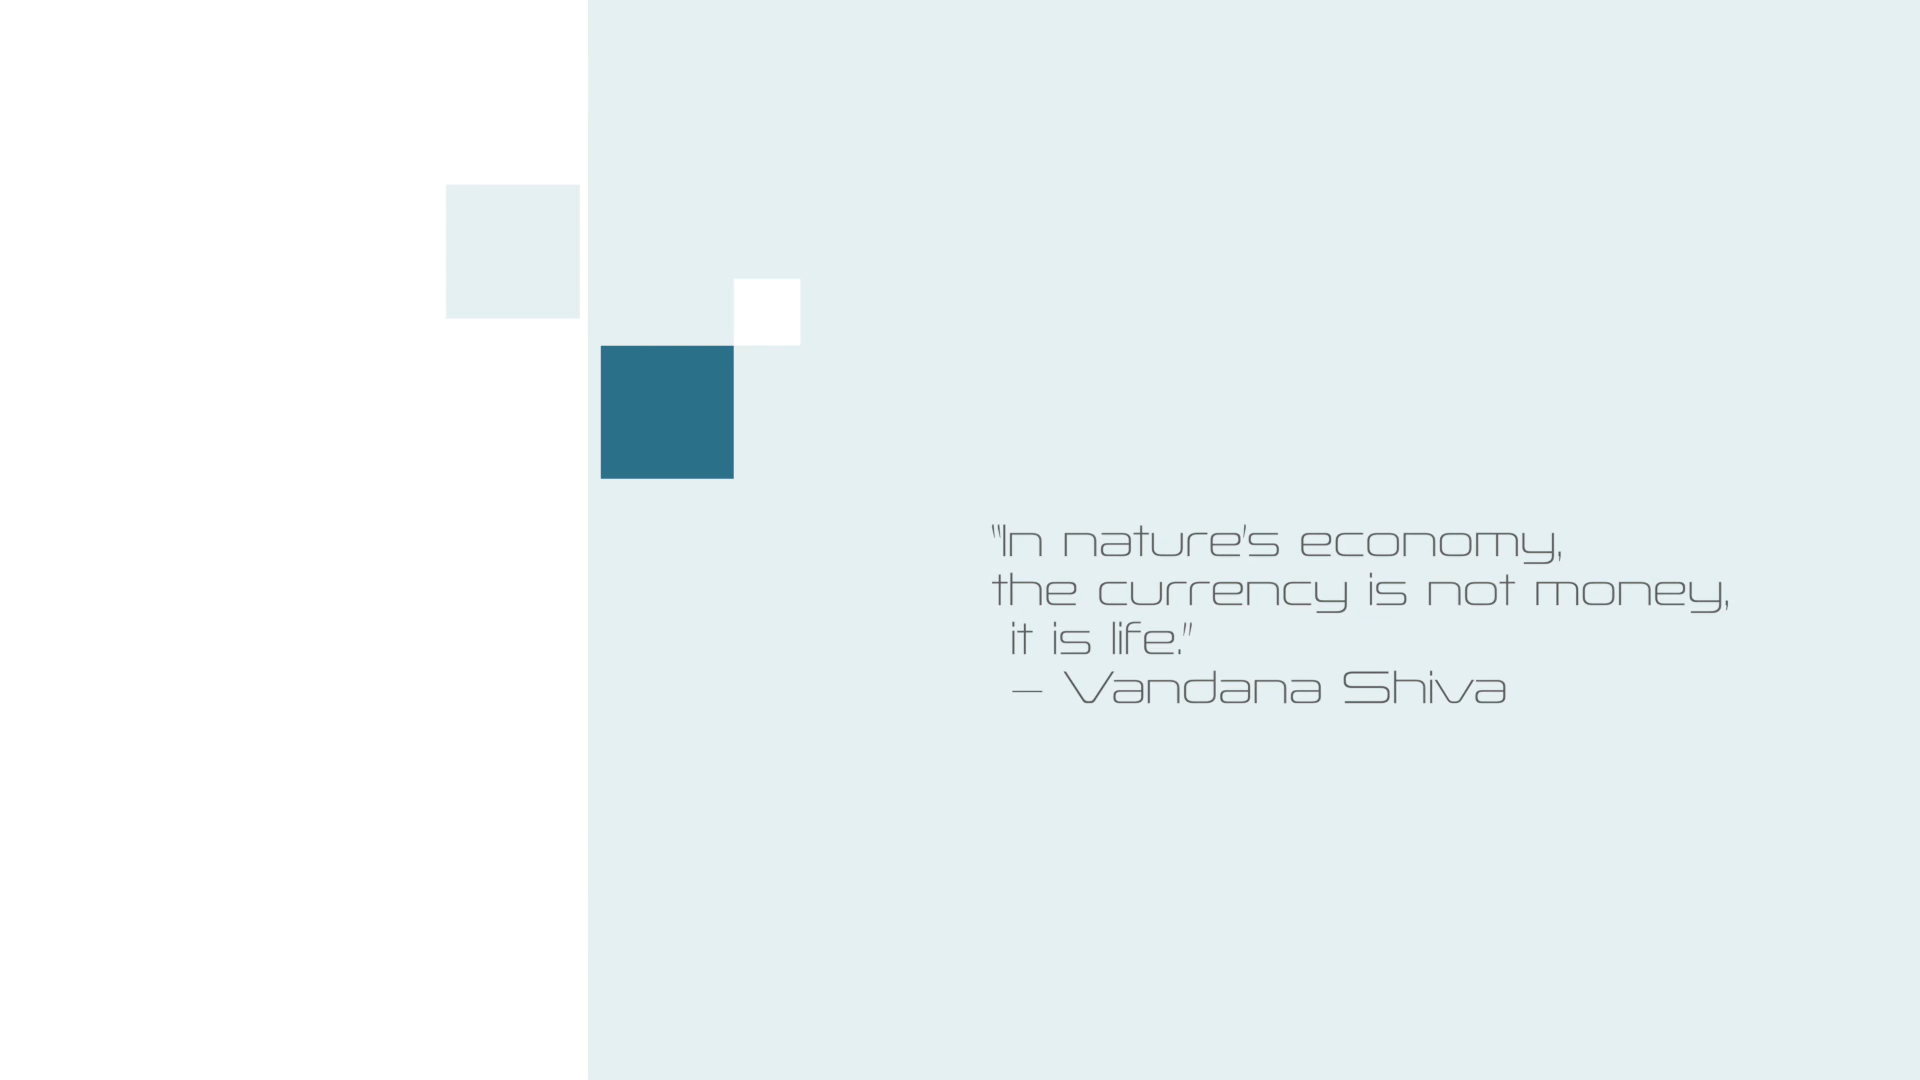 "In nature's economy,
the currency is not money,
it is life."
– Vandana Shiva